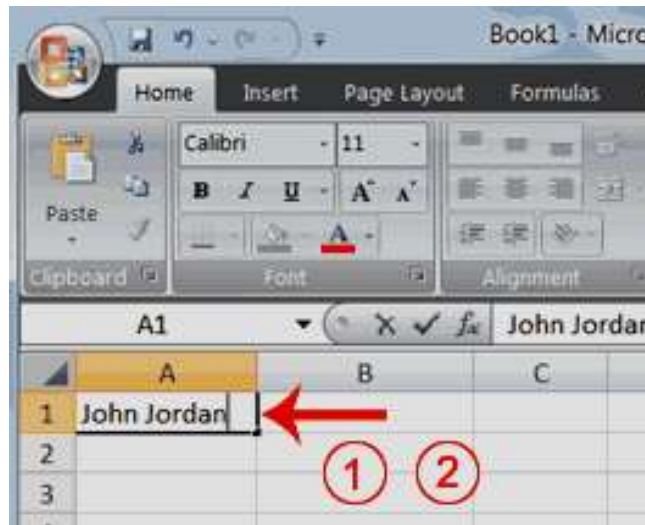 Book1 - Micro
Home Insert Page Layout Formulas
Calibri 11
B I U A A
Paste
A
Clipboard Font Alignment
A1 fx John Jordan
A B C
1 John Jordan
2
3
1 2